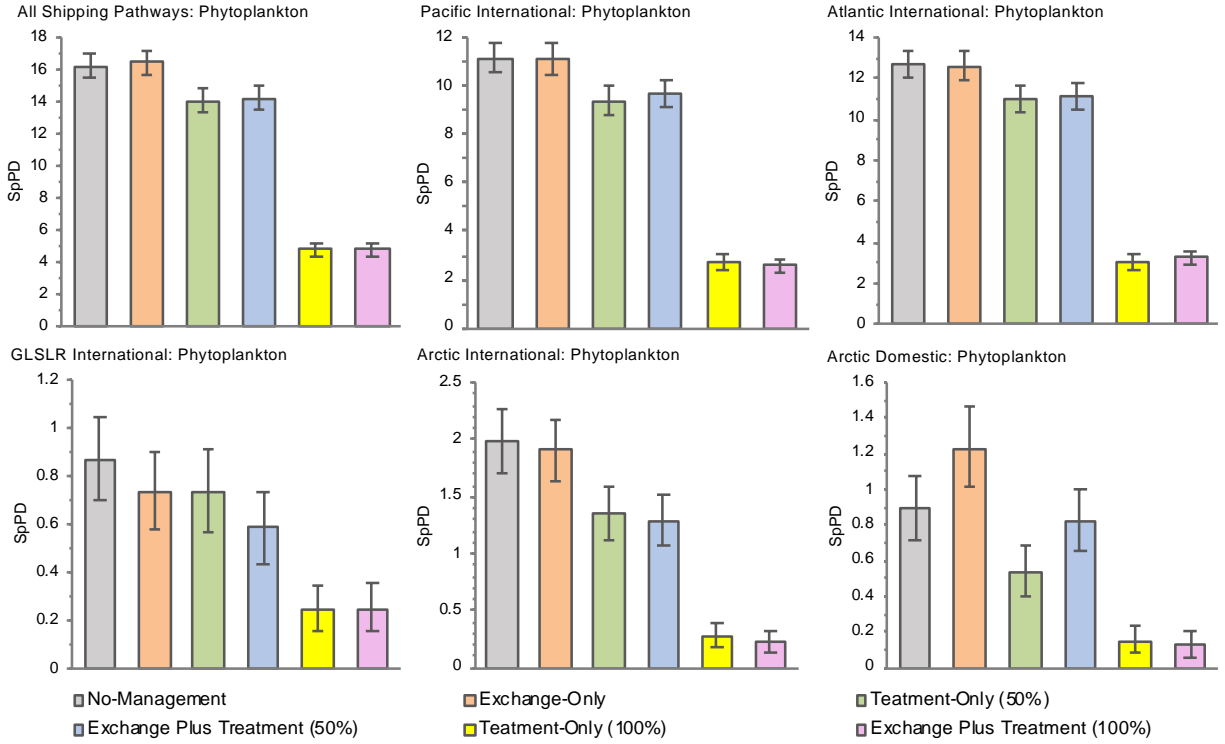 All Shipping Pathways: Phytoplankton
18
16
14
12
10
8
6
4
2
0
SpPD
Pacific International: Phytoplankton
12
10
8
6
4
2
0
SpPD
Atlantic International: Phytoplankton
14
12
10
8
6
4
2
0
SpPD
GLSLR International: Phytoplankton
1.2
1
0.8
0.6
0.4
0.2
0
SpPD
Arctic International: Phytoplankton
2.5
2
1.5
1
0.5
0
SpPD
Arctic Domestic: Phytoplankton
1.6
1.4
1.2
1
0.8
0.6
0.4
0.2
0
SpPD
No-Management
Exchange-Only
Teatment-Only (50%)
Exchange Plus Treatment (50%)
Teatment-Only (100%)
Exchange Plus Treatment (100%)